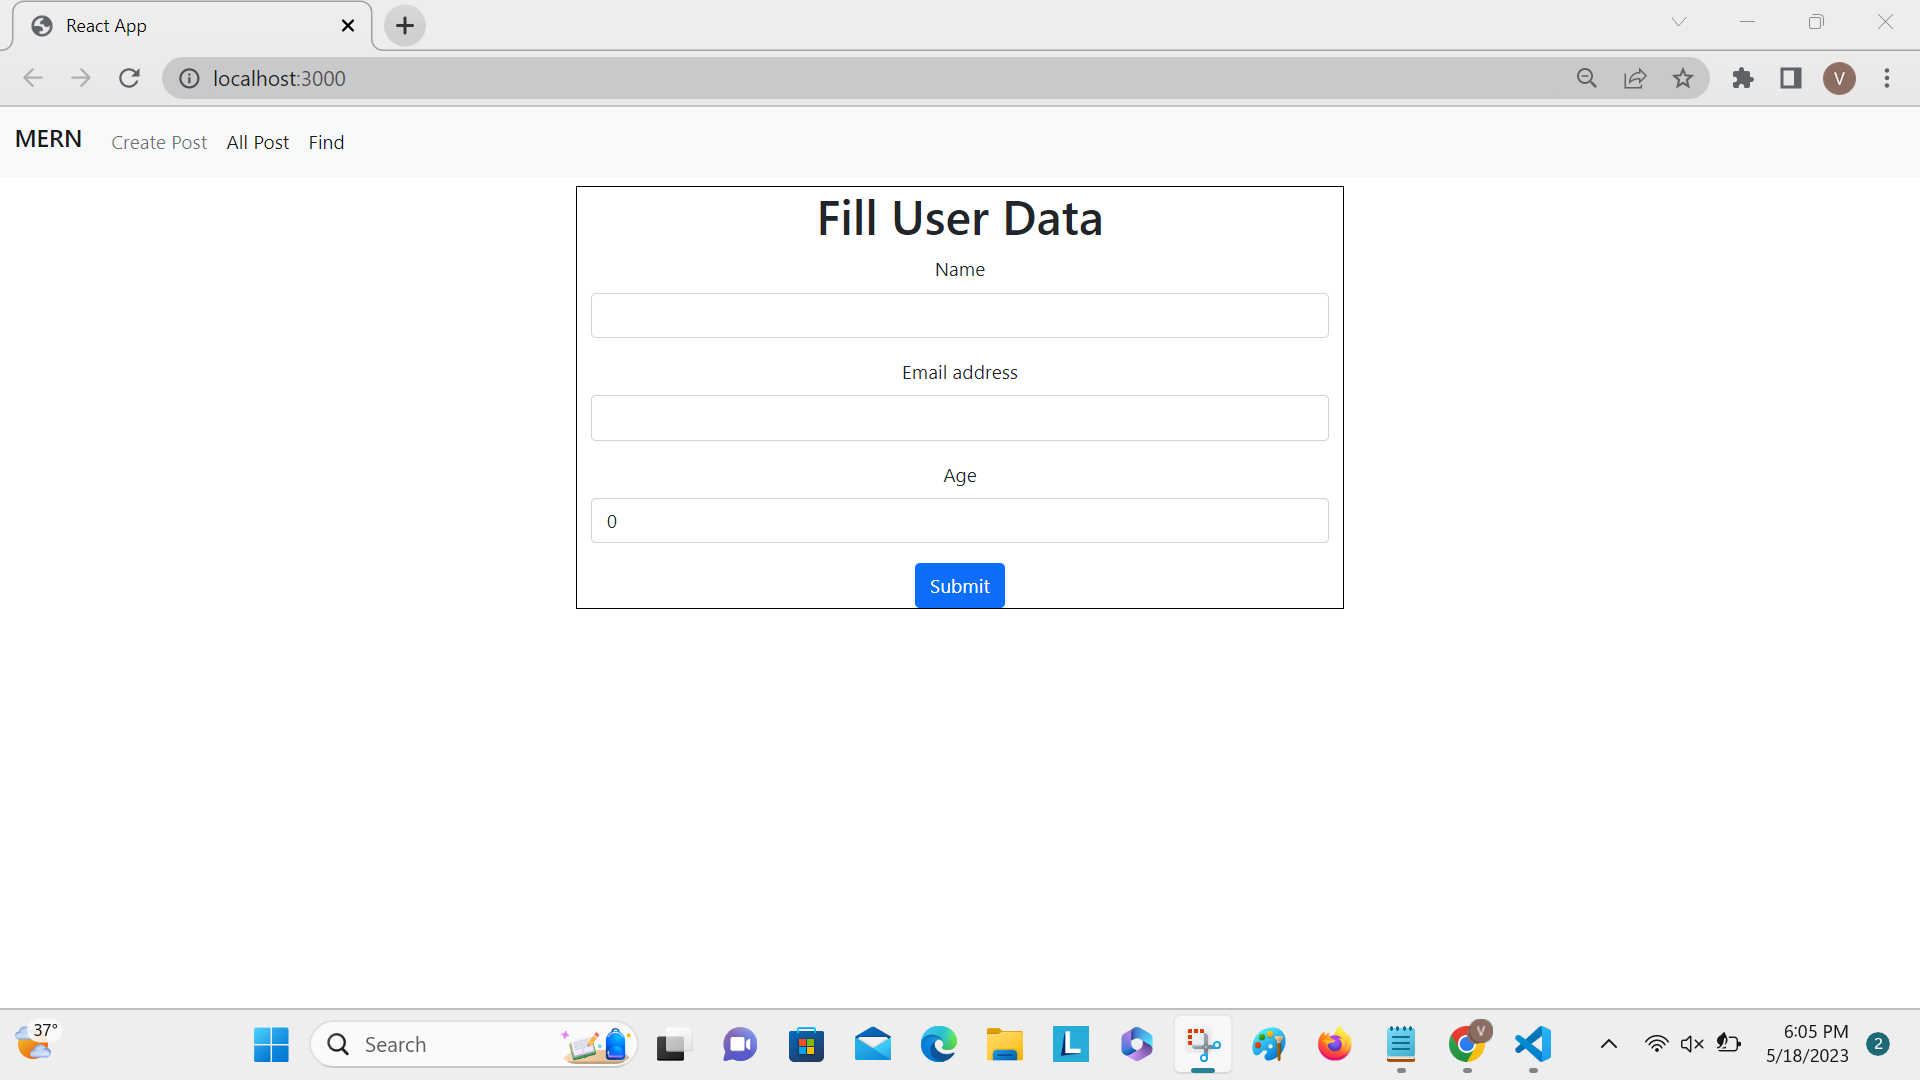 React App
localhost:3000
V
MERN Create Post All Post Find
Fill User Data
Name
Email address
Age
0
Submit
37°
Search
L
V
6:05 PM
5/18/2023
2